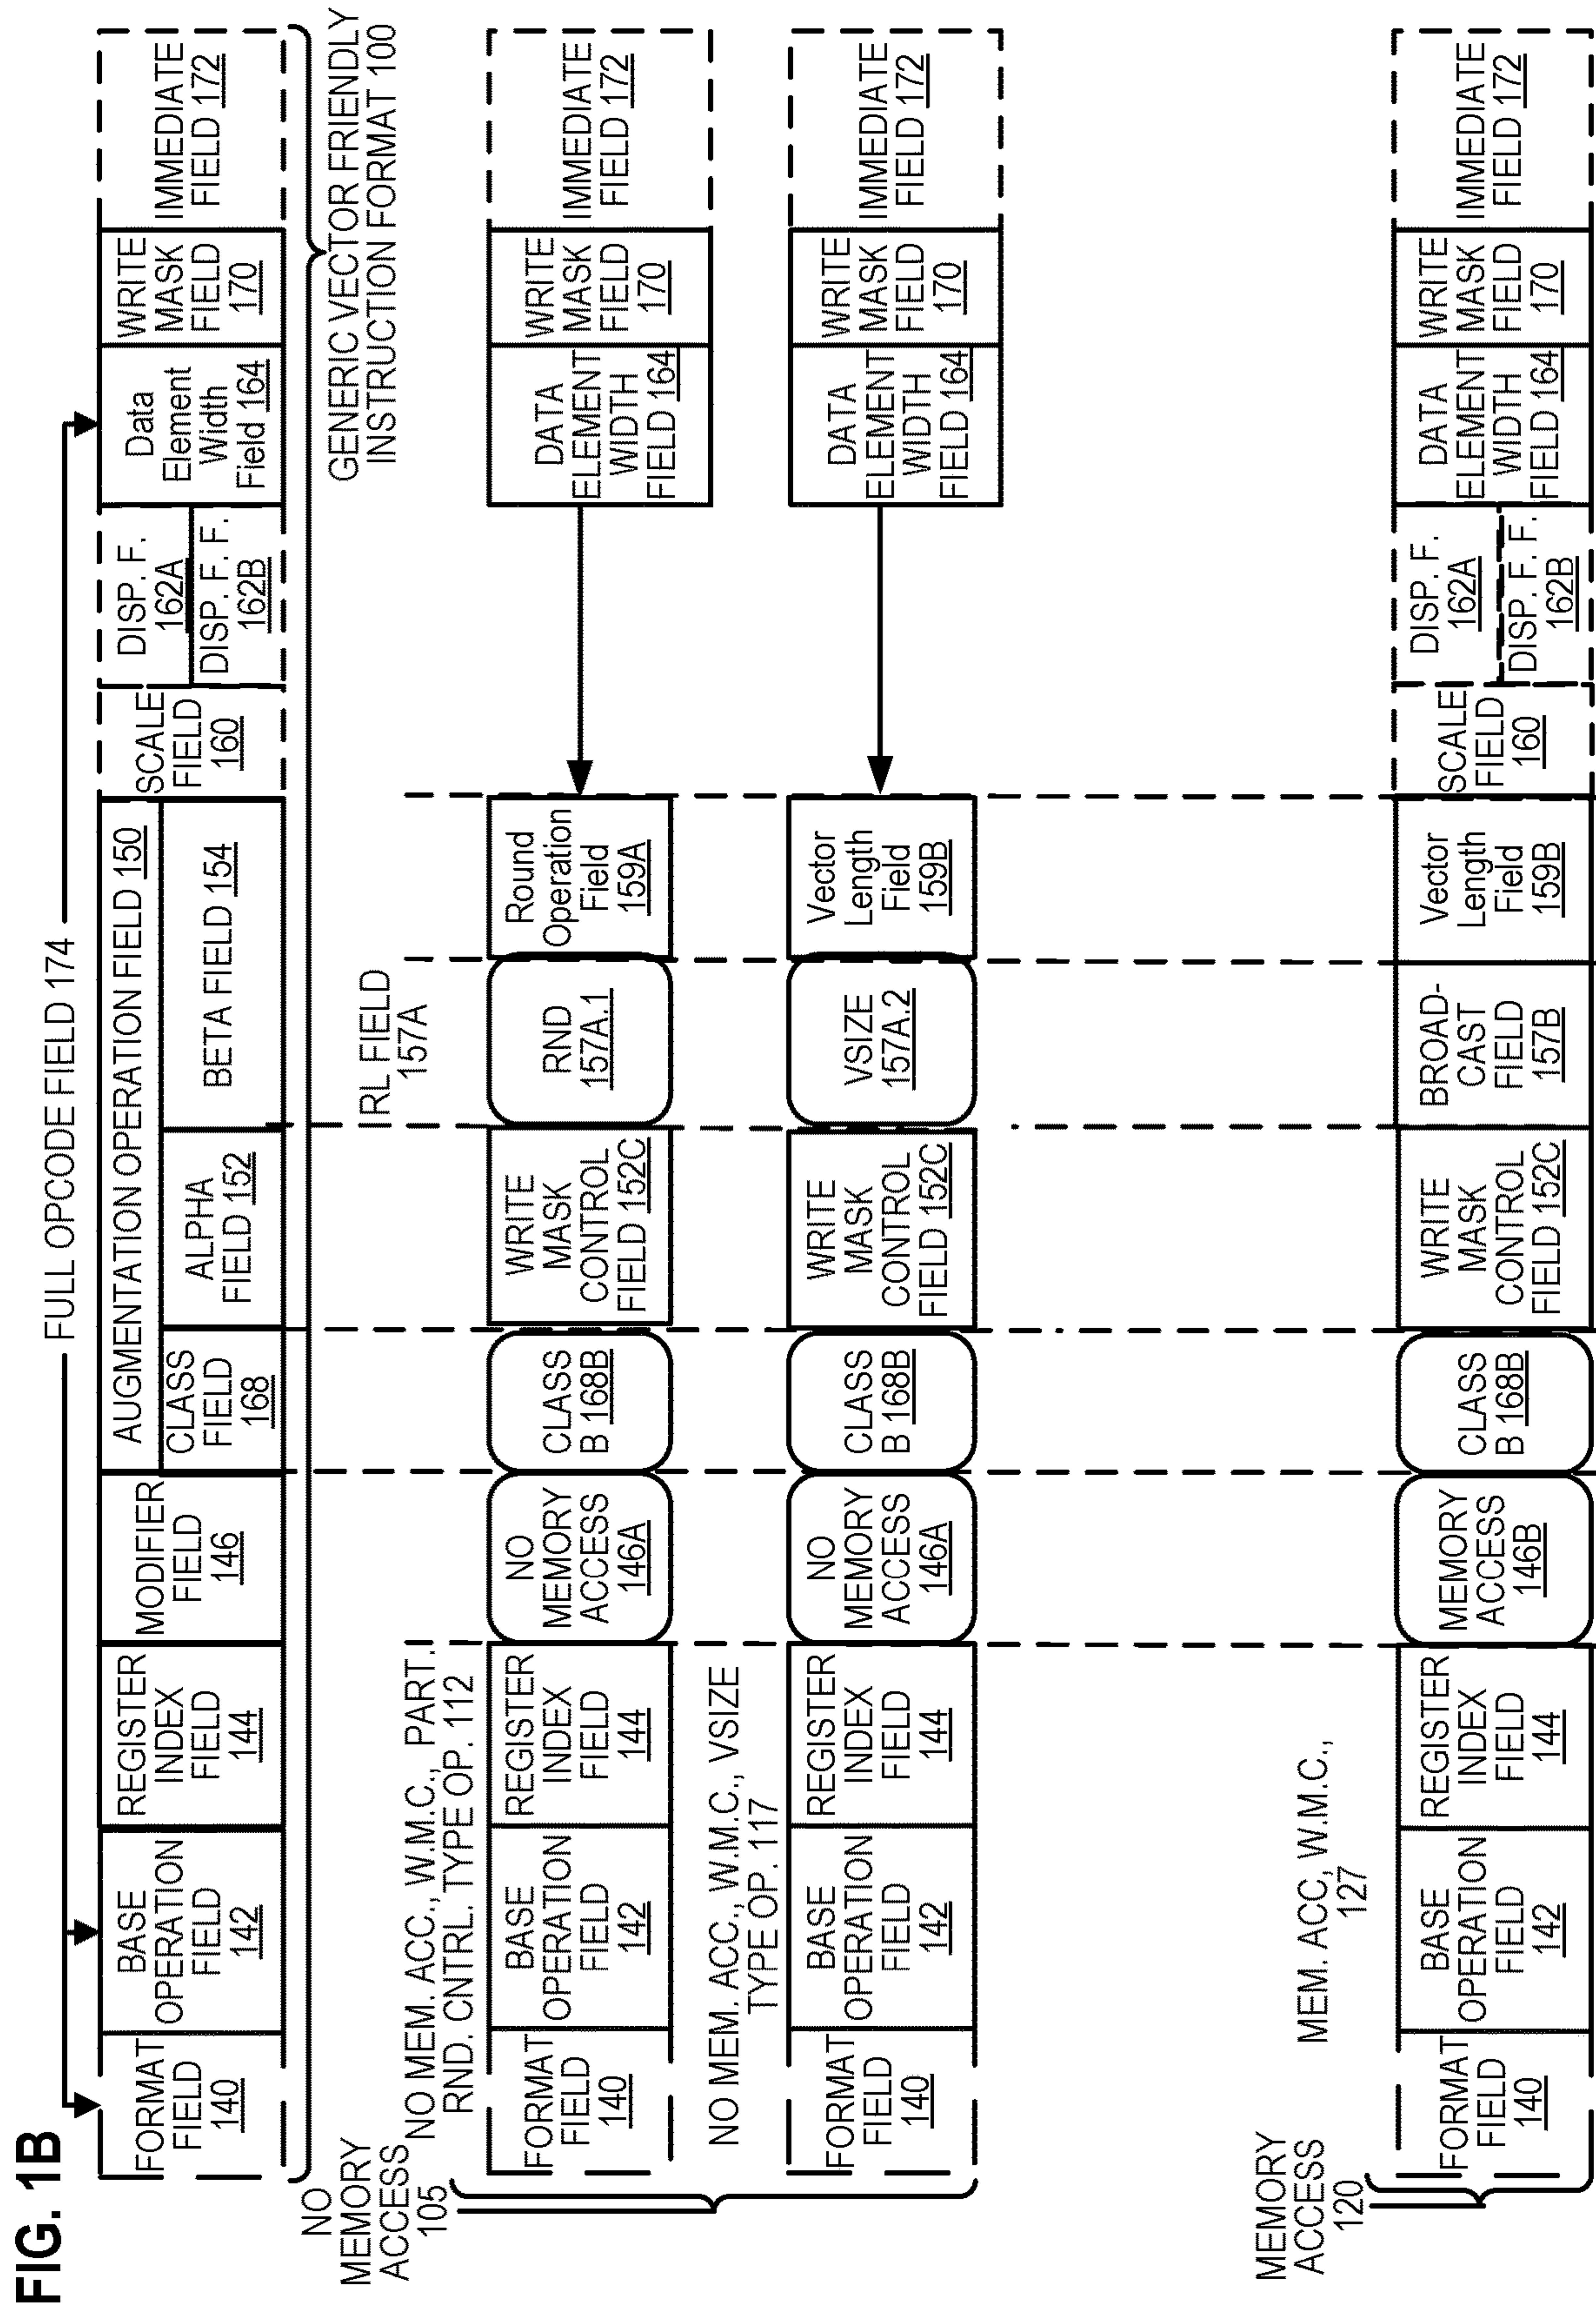 FIG. 1B
FULL OPCODE FIELD 174
FORMAT
FIELD
140
BASE
OPERATION
FIELD
142
REGISTER
INDEX
FIELD
144
MODIFIER
FIELD
146
AUGMENTATION OPERATION FIELD 150
CLASS
FIELD
168
ALPHA
FIELD 152
BETA FIELD 154
SCALE
FIELD
160
DISP. F.
162A
DISP. F. F.
162B
Data
Element
Width
Field 164
WRITE
MASK
FIELD
170
IMMEDIATE
FIELD 172
GENERIC VECTOR FRIENDLY
INSTRUCTION FORMAT 100
NO
MEMORY
ACCESS
105
RL FIELD
157A
NO MEM. ACC., W.M.C., PART.
RND. CNTRL. TYPE OP. 112
FORMAT
FIELD
140
BASE
OPERATION
FIELD
142
REGISTER
INDEX
FIELD
144
NO
MEMORY
ACCESS
146A
CLASS
B 168B
WRITE
MASK
CONTROL
FIELD 152C
RND
157A.1
Round
Operation
Field
159A
DATA
ELEMENT
WIDTH
FIELD 164
WRITE
MASK
FIELD
170
IMMEDIATE
FIELD 172
NO MEM. ACC., W.M.C., VSIZE
TYPE OP. 117
FORMAT
FIELD
140
BASE
OPERATION
FIELD
142
REGISTER
INDEX
FIELD
144
NO
MEMORY
ACCESS
146A
CLASS
B 168B
WRITE
MASK
CONTROL
FIELD 152C
VSIZE
157A.2
Vector
Length
Field
159B
DATA
ELEMENT
WIDTH
FIELD 164
WRITE
MASK
FIELD
170
IMMEDIATE
FIELD 172
MEMORY
ACCESS
120
MEM. ACC, W.M.C.,
127
FORMAT
FIELD
140
BASE
OPERATION
FIELD
142
REGISTER
INDEX
FIELD
144
MEMORY
ACCESS
146B
CLASS
B 168B
WRITE
MASK
CONTROL
FIELD 152C
BROAD-
CAST
FIELD
157B
Vector
Length
Field
159B
SCALE
FIELD
160
DISP. F.
162A
DISP. F. F.
162B
DATA
ELEMENT
WIDTH
FIELD 164
WRITE
MASK
FIELD
170
IMMEDIATE
FIELD 172